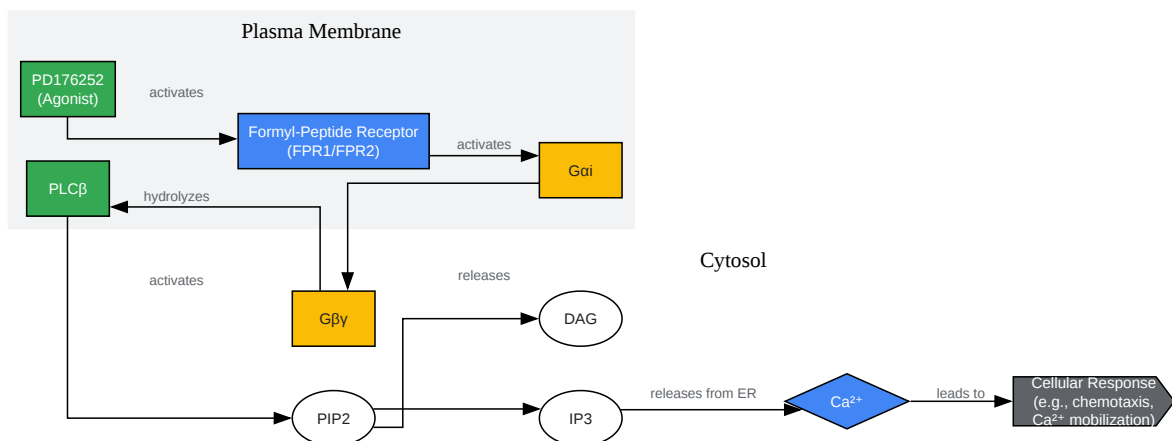 Plasma Membrane
PD176252
(Agonist)
activates
Formyl-Peptide Receptor
(FPR1/FPR2)
activates
Gαi
PLCβ
hydrolyzes
Cytosol
activates
releases
Gβγ
DAG
PIP2
IP3
releases from ER
Ca²⁺
leads to
Cellular Response
(e.g., chemotaxis,
Ca²⁺ mobilization)